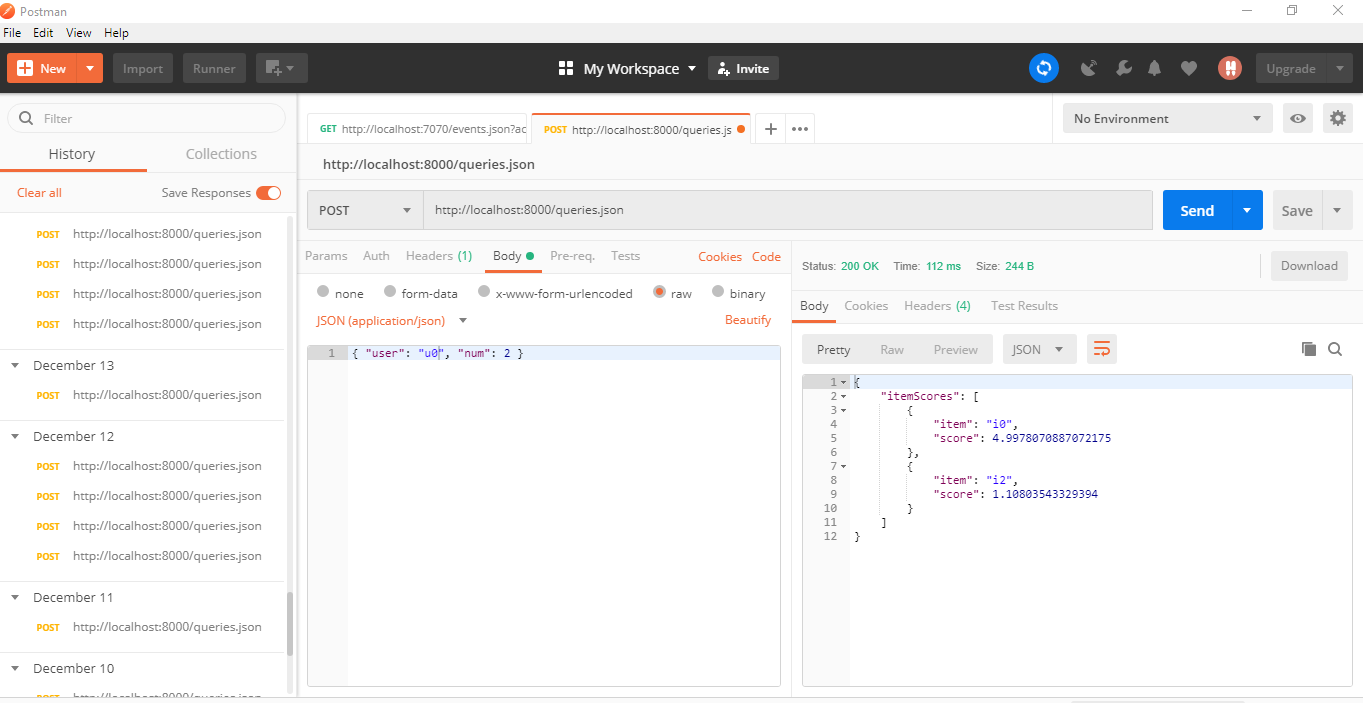 Postman
File Edit View Help
New Import Runner My Workspace Invite Upgrade
Filter
History Collections
Clear all Save Responses
POST http://localhost:8000/queries.json
POST http://localhost:8000/queries.json
POST http://localhost:8000/queries.json
POST http://localhost:8000/queries.json
December 13
POST http://localhost:8000/queries.json
December 12
POST http://localhost:8000/queries.json
POST http://localhost:8000/queries.json
POST http://localhost:8000/queries.json
POST http://localhost:8000/queries.json
December 11
POST http://localhost:8000/queries.json
December 10
POST http://localhost:8000/queries.json
GET http://localhost:7070/events.json?ac POST http://localhost:8000/queries.js No Environment
http://localhost:8000/queries.json
POST http://localhost:8000/queries.json Send Save
Params Auth Headers (1) Body Pre-req. Tests Cookies Code
none form-data x-www-form-urlencoded raw binary
JSON (application/json) Beautify
1 { "user": "u0", "num": 2 }
Status: 200 OK Time: 112 ms Size: 244 B Download
Body Cookies Headers (4) Test Results
Pretty Raw Preview JSON
1 {
2 "itemScores": [
3 {
4 "item": "i0",
5 "score": 4.9978070887072175
6 },
7 {
8 "item": "i2",
9 "score": 1.10803543329394
10 }
11 ]
12 }